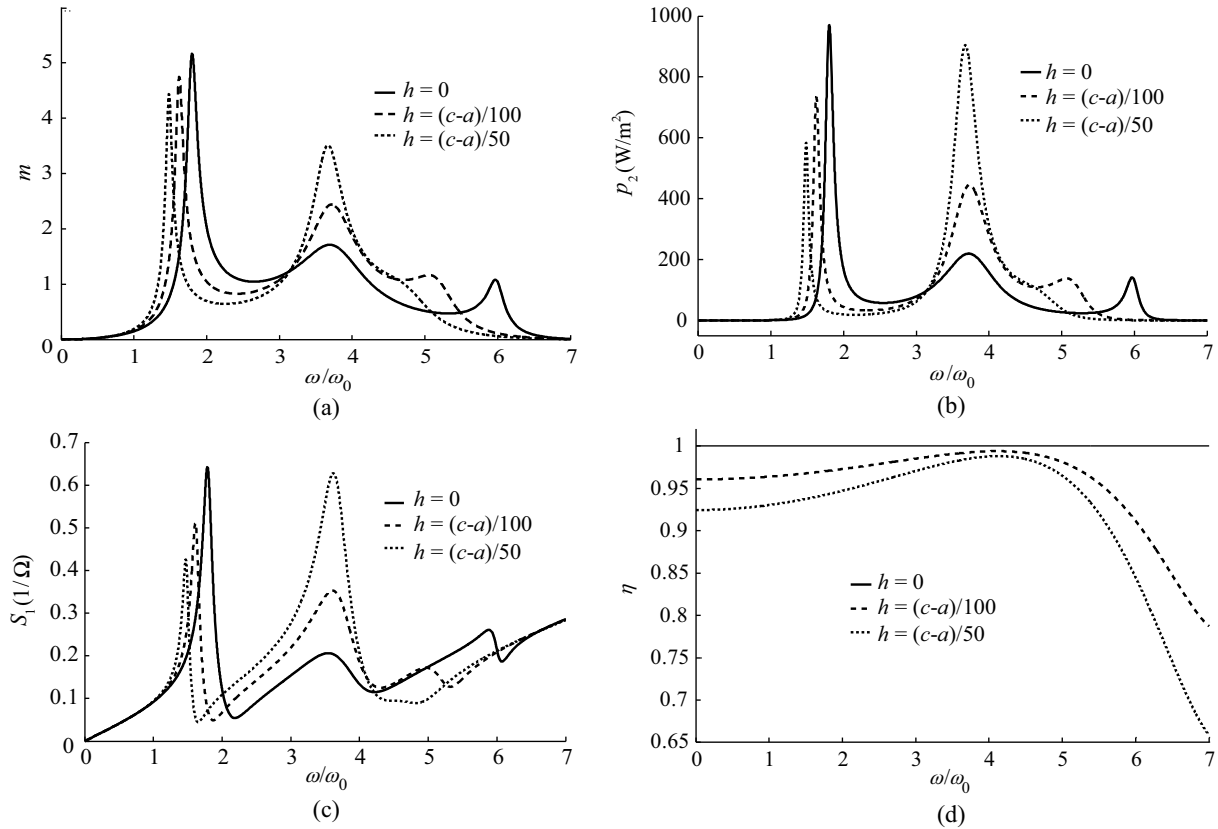 5
4
3
2
1
0
m
0 1 2 3 4 5 6 7
ω/ω₀
h = 0
h = (c-a)/100
h = (c-a)/50
(a)
1000
800
600
400
200
0
p₂ (W/m²)
0 1 2 3 4 5 6 7
ω/ω₀
h = 0
h = (c-a)/100
h = (c-a)/50
(b)
0.7
0.6
0.5
0.4
0.3
0.2
0.1
0
S₁ (1/Ω)
0 1 2 3 4 5 6 7
ω/ω₀
h = 0
h = (c-a)/100
h = (c-a)/50
(c)
1
0.95
0.9
0.85
0.8
0.75
0.7
0.65
η
0 1 2 3 4 5 6 7
ω/ω₀
h = 0
h = (c-a)/100
h = (c-a)/50
(d)